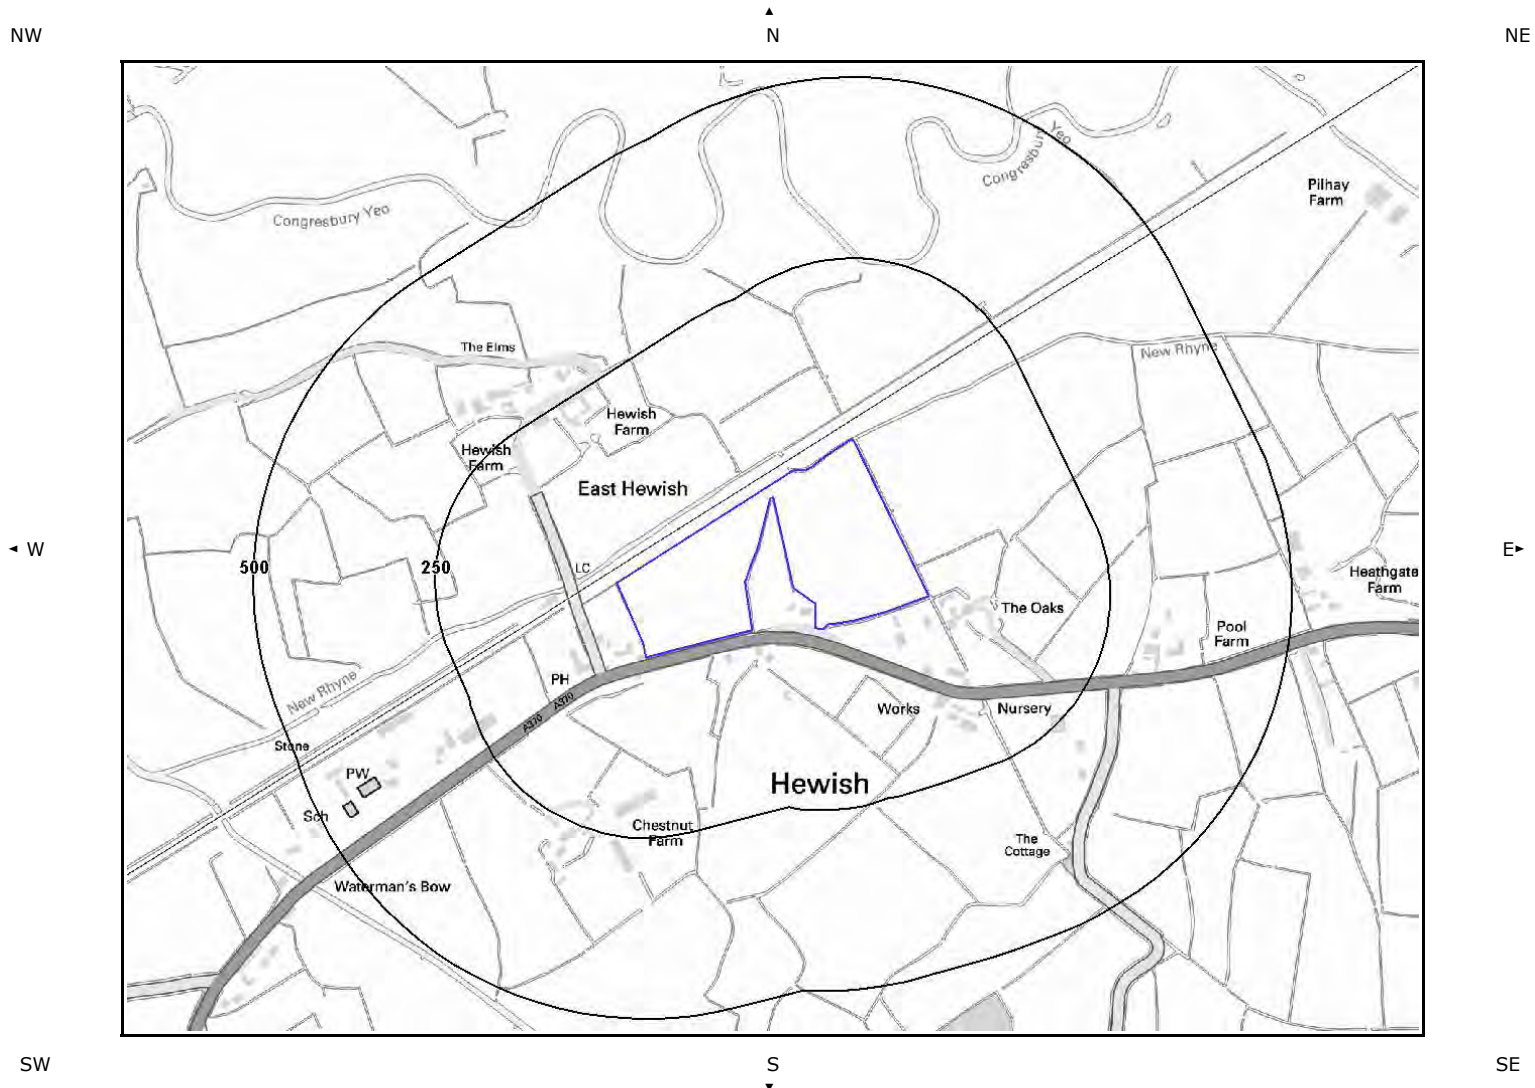 NW
N
NE
Congresbury Yeo
Congresbury Yeo
Pilhay
Farm
The Elms
New Rhyne
Hewish
Farm
Hewish
Farm
East Hewish
W
E
500
250
LC
Heathgate
Farm
The Oaks
Pool
Farm
PH
New Rhyne
A370
A370
Works
Nursery
Stone
PW
Hewish
Sch
Chestnut
Farm
The
Cottage
Waterman's Bow
SW
S
SE